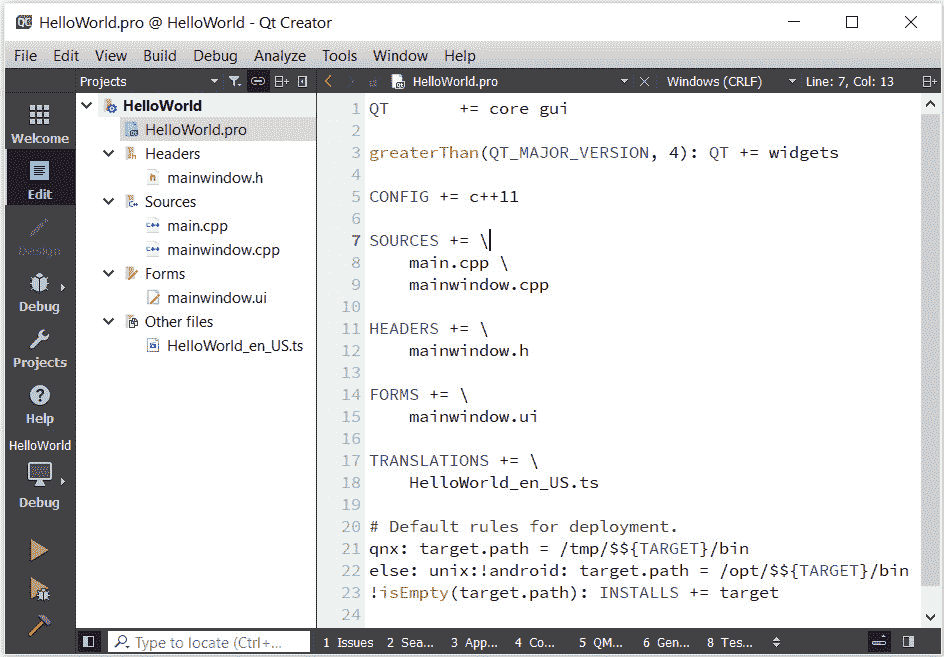 HelloWorld.pro @ HelloWorld - Qt Creator
File Edit View Build Debug Analyze Tools Window Help
Projects
HelloWorld.pro
Windows (CRLF)
Line: 7, Col: 13
Welcome
Edit
Design
Debug
Projects
Help
HelloWorld
Debug
HelloWorld
HelloWorld.pro
Headers
mainwindow.h
Sources
main.cpp
mainwindow.cpp
Forms
mainwindow.ui
Other files
HelloWorld_en_US.ts
1 QT += core gui
2
3 greaterThan(QT_MAJOR_VERSION, 4): QT += widgets
4
5 CONFIG += c++11
6
7 SOURCES += \
8 main.cpp \
9 mainwindow.cpp
10
11 HEADERS += \
12 mainwindow.h
13
14 FORMS += \
15 mainwindow.ui
16
17 TRANSLATIONS += \
18 HelloWorld_en_US.ts
19
20 # Default rules for deployment.
21 qnx: target.path = /tmp/$${TARGET}/bin
22 else: unix:!android: target.path = /opt/$${TARGET}/bin
23 !isEmpty(target.path): INSTALLS += target
24
Type to locate (Ctrl+...
1 Issues 2 Sea... 3 App... 4 Co... 5 QM... 6 Gen... 8 Tes...